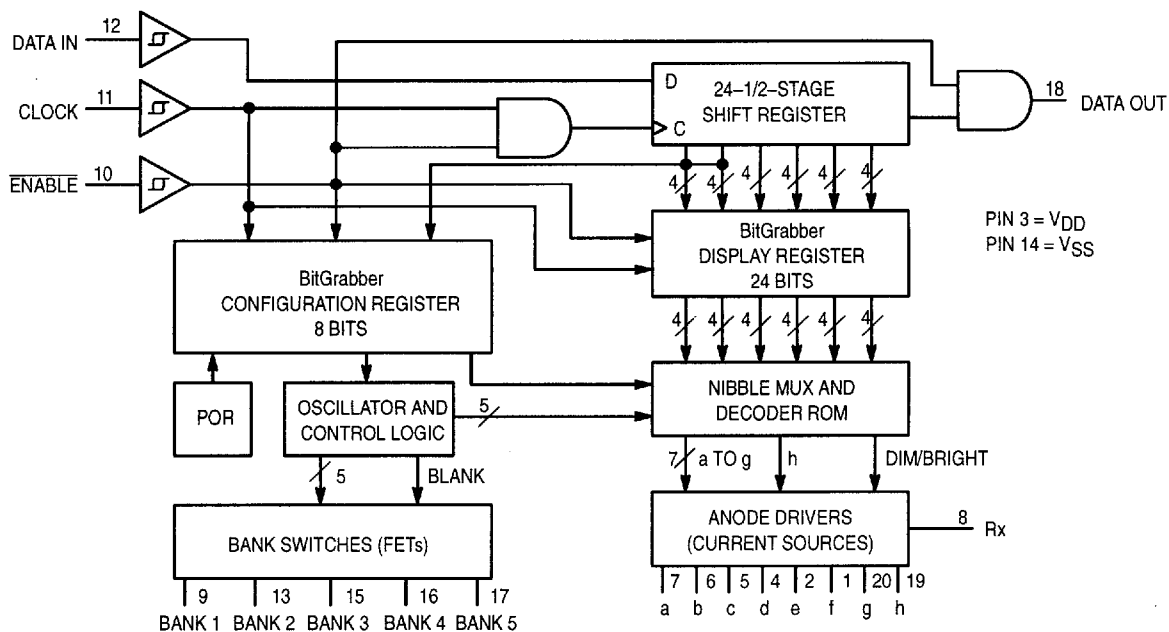 DATA IN
12
CLOCK
11
ENABLE
10
D
C
24–1/2–STAGE
SHIFT REGISTER
18
DATA OUT
4 4 4 4 4 4
PIN 3 = VDD
PIN 14 = VSS
BitGrabber
DISPLAY REGISTER
24 BITS
BitGrabber
CONFIGURATION REGISTER
8 BITS
4 4 4 4 4 4
POR
OSCILLATOR AND
CONTROL LOGIC
5
NIBBLE MUX AND
DECODER ROM
5
BLANK
7 a TO g
h
DIM/BRIGHT
BANK SWITCHES (FETs)
ANODE DRIVERS
(CURRENT SOURCES)
8
Rx
9 13 15 16 17
BANK 1 BANK 2 BANK 3 BANK 4 BANK 5
7 6 5 4 2 1 20 19
a b c d e f g h